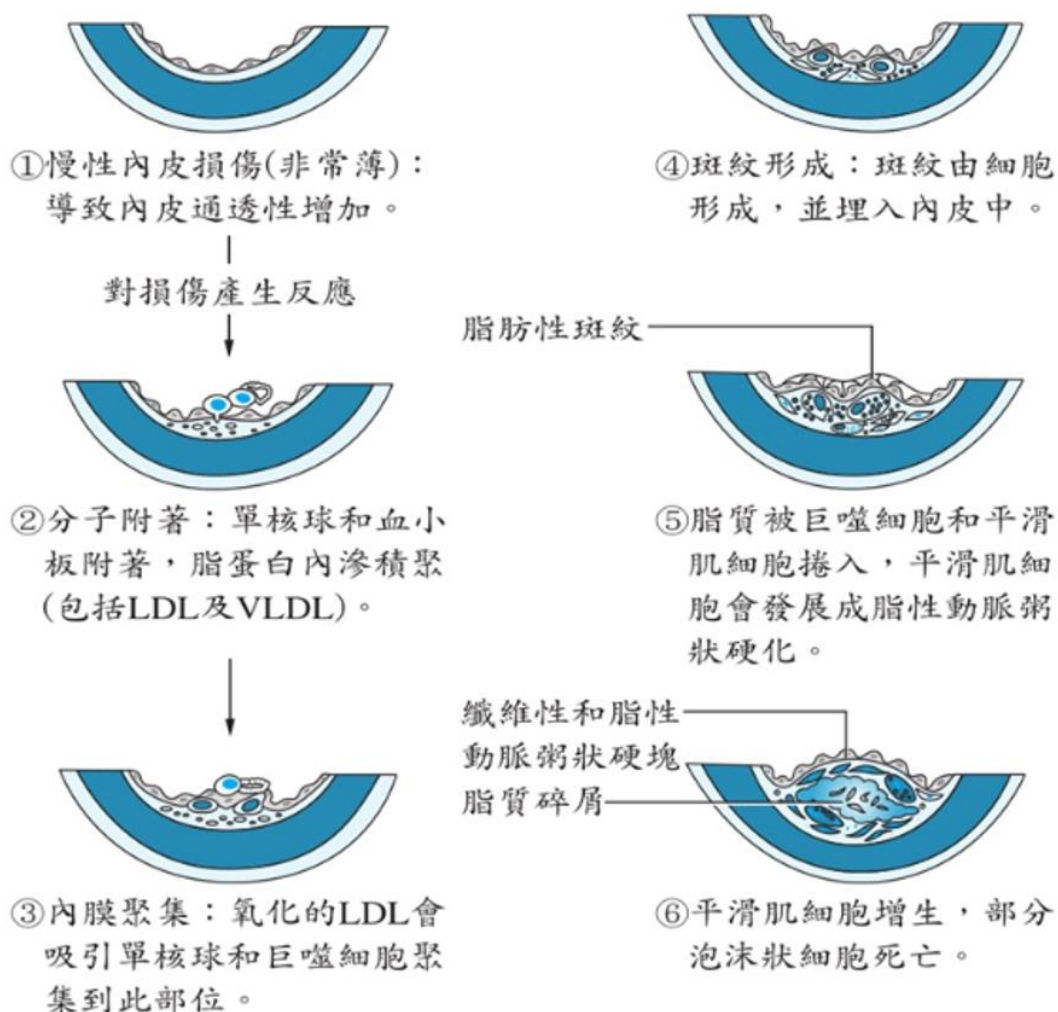 ①慢性內皮損傷(非常薄)：
導致內皮通透性增加。
對損傷產生反應
②分子附著：單核球和血小
板附著，脂蛋白內滲積聚
(包括LDL及VLDL)。
③內膜聚集：氧化的LDL會
吸引單核球和巨噬細胞聚
集到此部位。
④斑紋形成：斑紋由細胞
形成，並埋入內皮中。
脂肪性斑紋
⑤脂質被巨噬細胞和平滑
肌細胞捲入，平滑肌細
胞會發展成脂性動脈粥
狀硬化。
纖維性和脂性
動脈粥狀硬塊
脂質碎屑
⑥平滑肌細胞增生，部分
泡沫狀細胞死亡。